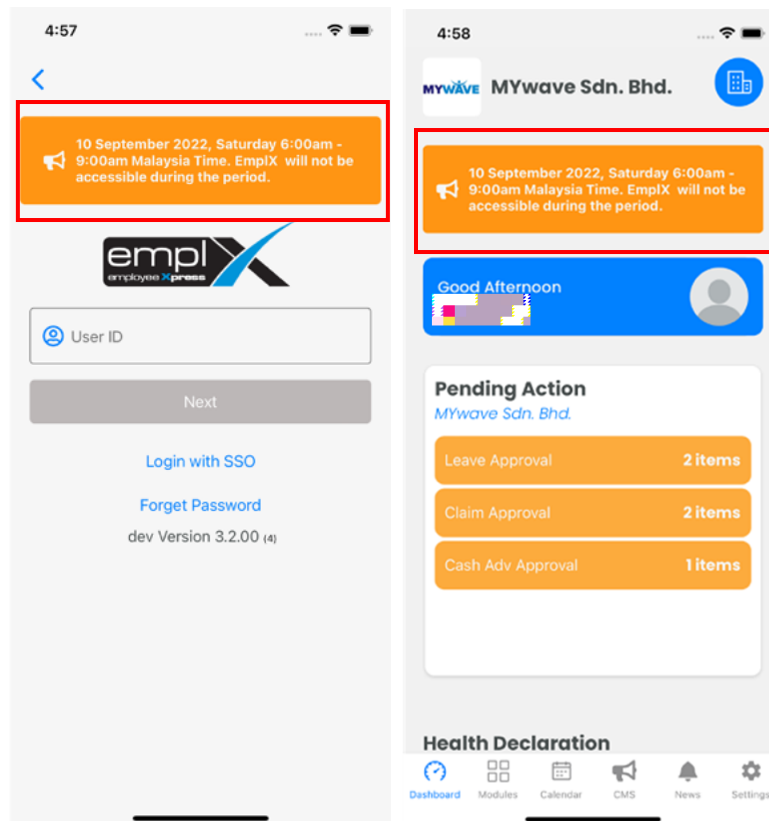 4:57
10 September 2022, Saturday 6:00am -
9:00am Malaysia Time. EmplX will not be
accessible during the period.
emplX
employee Xpress
User ID
Next
Login with SSO
Forget Password
dev Version 3.2.00 (4)
4:58
MYWAVE MYwave Sdn. Bhd.
10 September 2022, Saturday 6:00am -
9:00am Malaysia Time. EmplX will not be
accessible during the period.
Good Afternoon
Pending Action
MYwave Sdn. Bhd.
Leave Approval 2 items
Claim Approval 2 items
Cash Adv Approval 1 items
Health Declaration
Dashboard Modules Calendar CMS News Settings